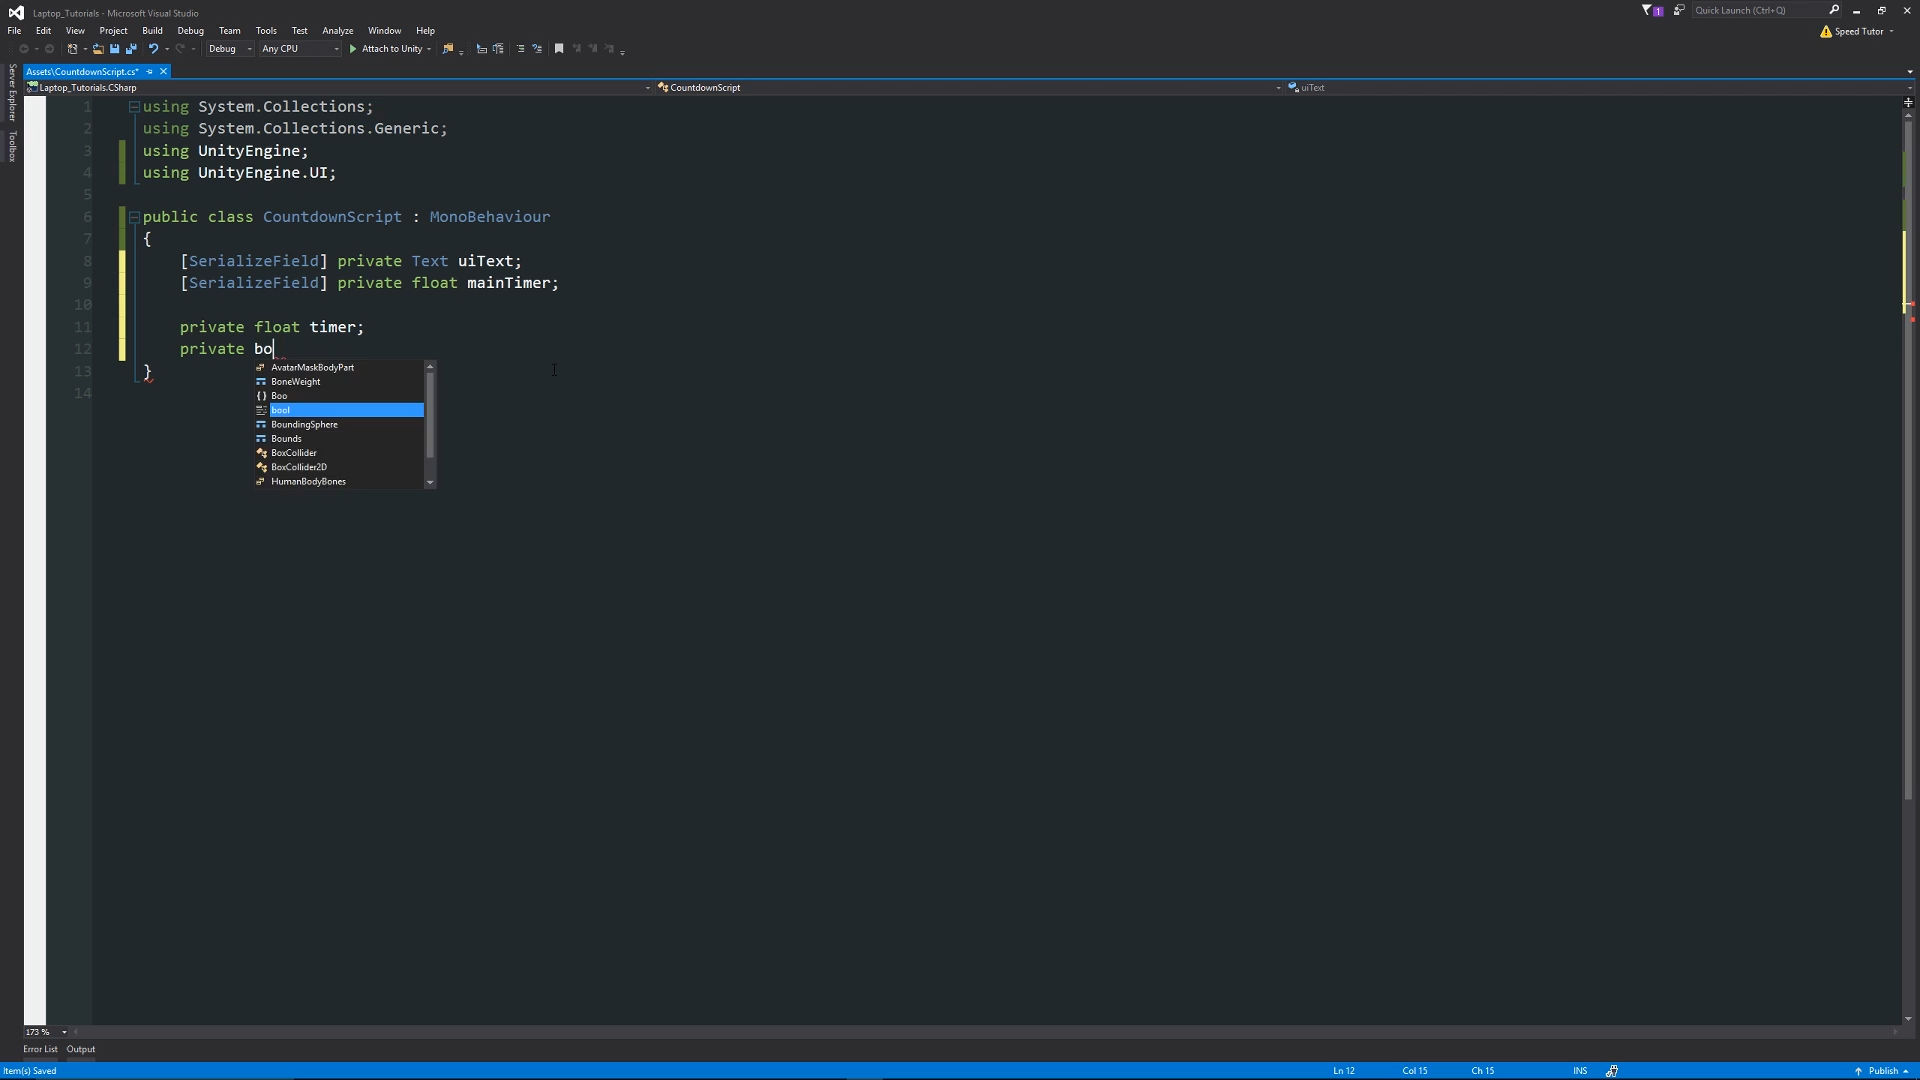 Laptop_Tutorials - Microsoft Visual Studio
1
Quick Launch (Ctrl+Q)
File Edit View Project Build Debug Team Tools Test Analyze Window Help
Speed Tutor
Debug Any CPU Attach to Unity
Server Explorer
Toolbox
Assets\CountdownScript.cs*
Laptop_Tutorials.CSharp CountdownScript uiText
1 using System.Collections;
2 using System.Collections.Generic;
3 using UnityEngine;
4 using UnityEngine.UI;
5
6 public class CountdownScript : MonoBehaviour
7 {
8 [SerializeField] private Text uiText;
9 [SerializeField] private float mainTimer;
10
11 private float timer;
12 private bo
AvatarMaskBodyPart
BoneWeight
{} Boo
bool
BoundingSphere
Bounds
BoxCollider
BoxCollider2D
HumanBodyBones
13 }
14
173 %
Error List Output
Item(s) Saved Ln 12 Col 15 Ch 15 INS Publish